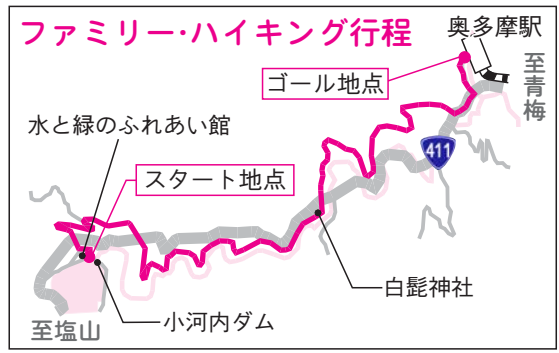 ファミリー・ハイキング行程
奥多摩駅
至青梅
ゴール地点
水と緑のふれあい館
411
スタート地点
白髭神社
小河内ダム
至塩山